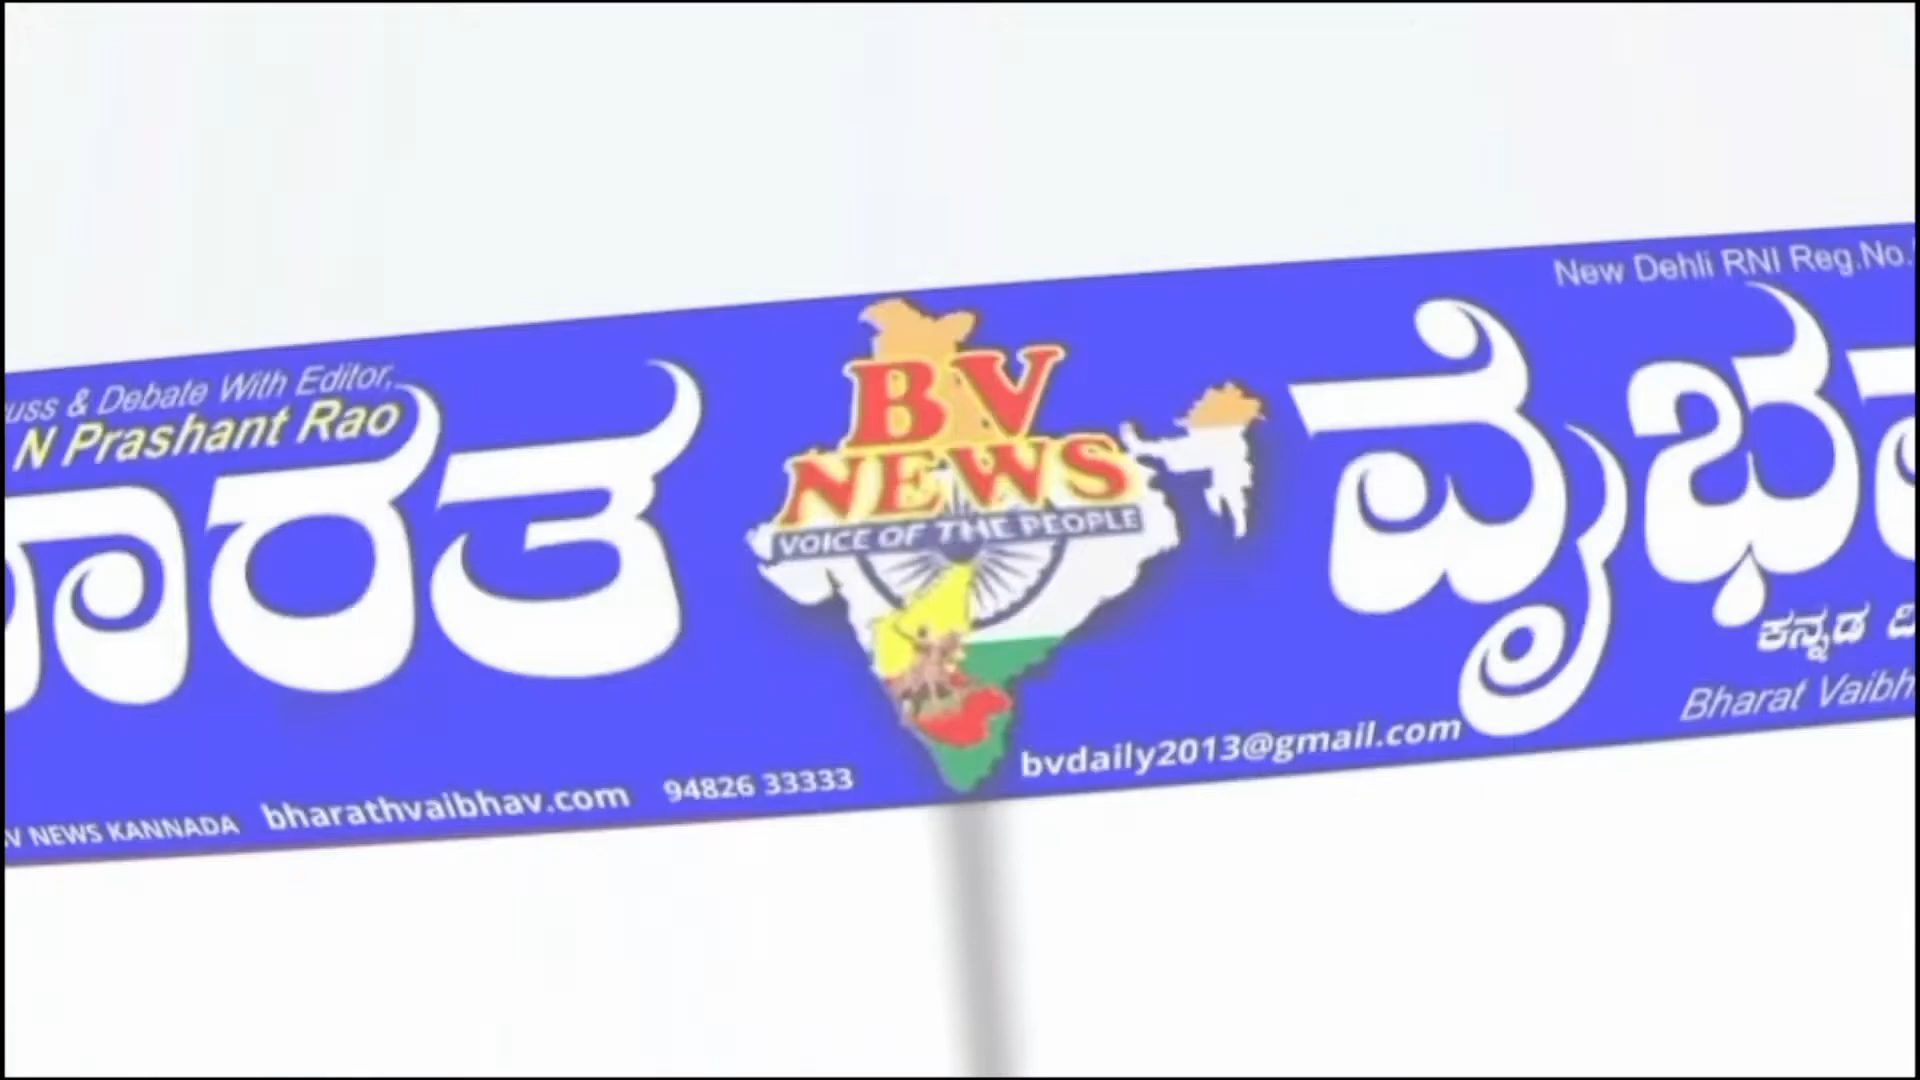 uss & Debate With Editor,
N Prashant Rao
ಾರತ
BV
NEWS
VOICE OF THE PEOPLE
New Dehli RNI Reg.No.
ವೈಭ
ಕನ್ನಡ
Bharat Vaibh
V NEWS KANNADA bharathvaibhav.com 94826 33333 bvdaily2013@gmail.com